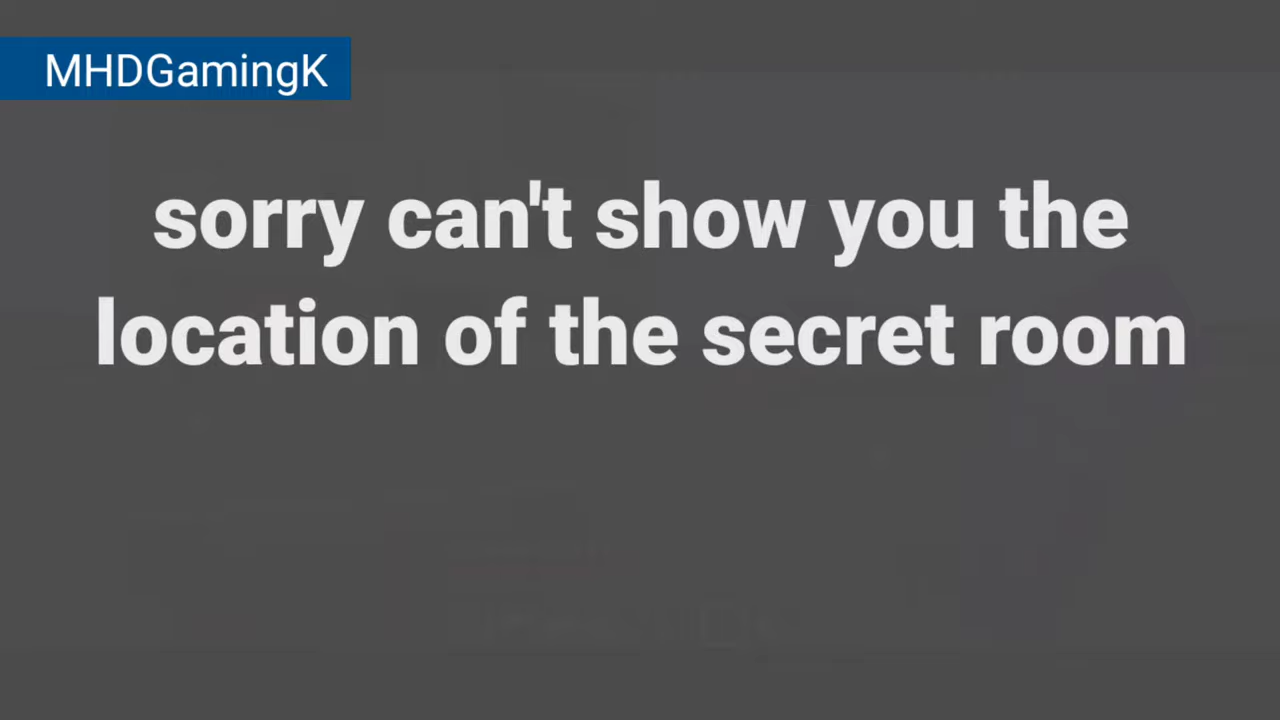 MHDGamingK
sorry can't show you the
location of the secret room